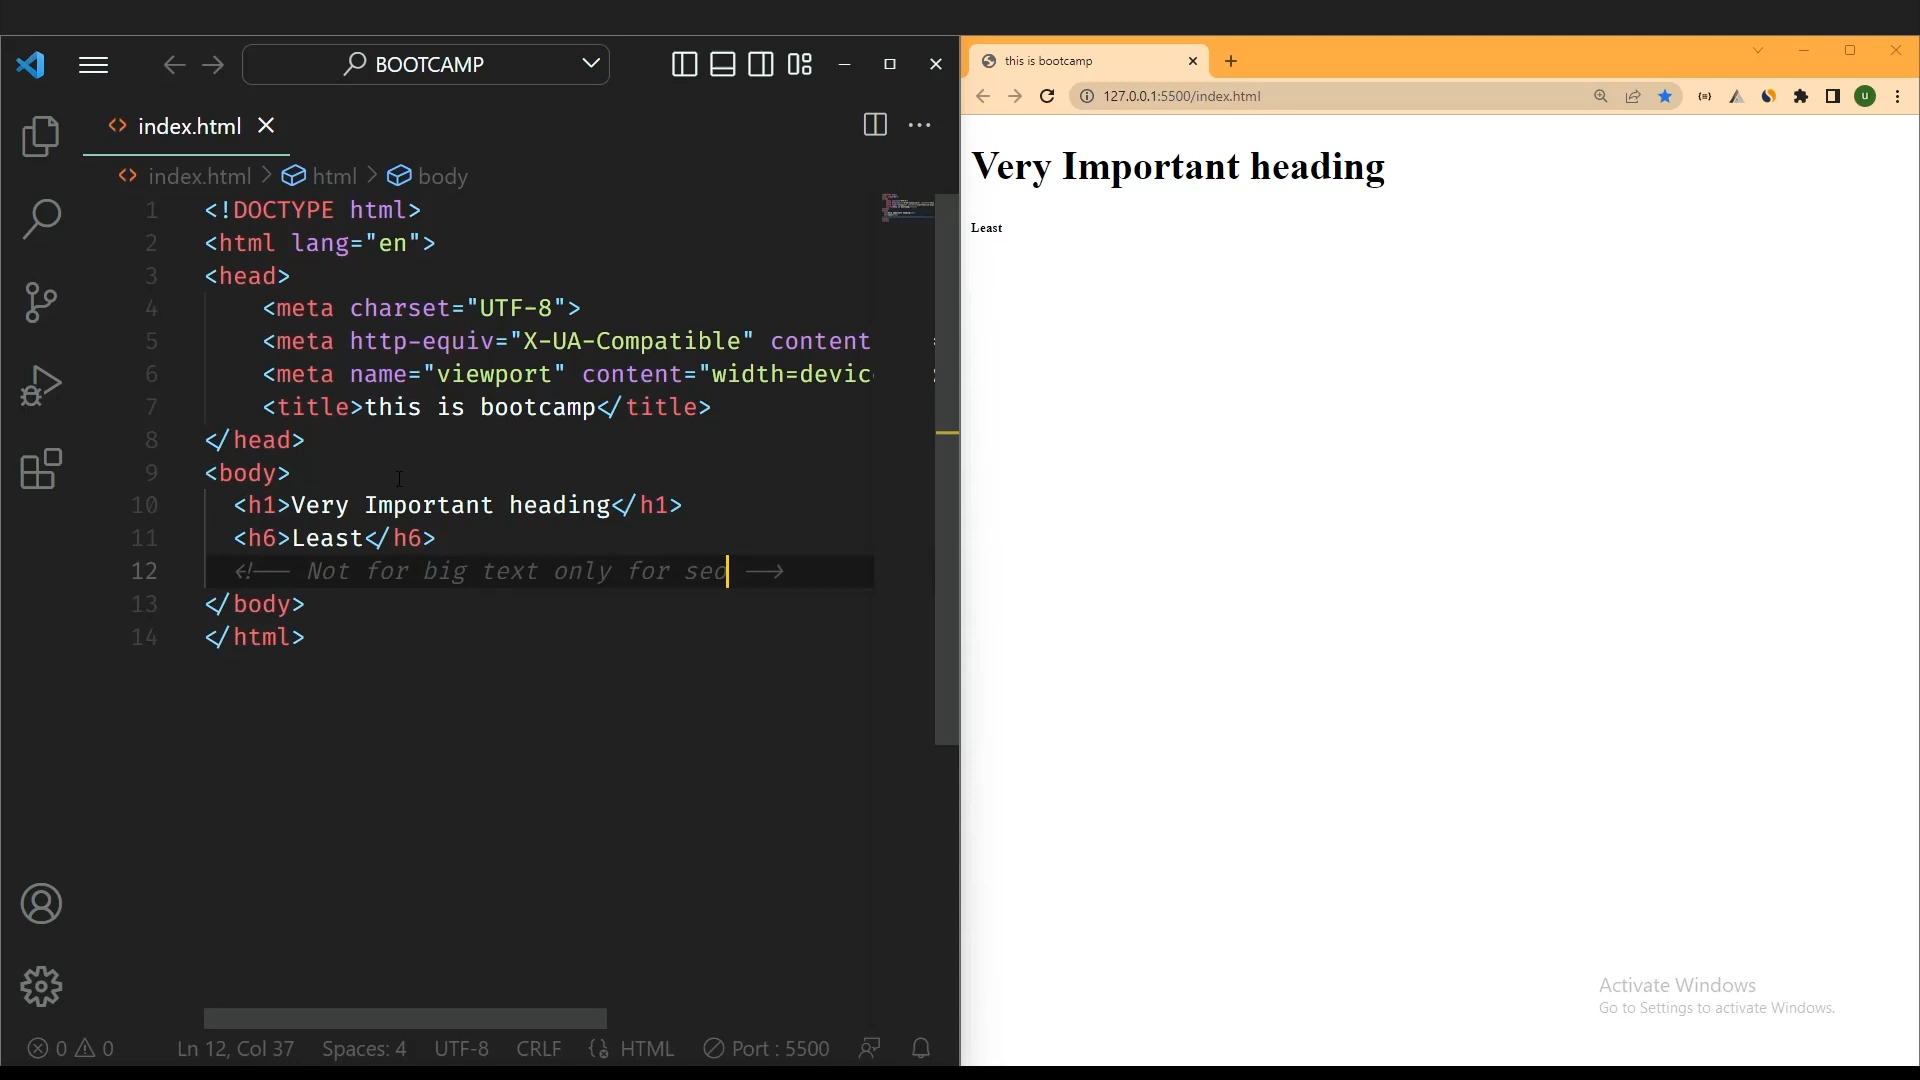 BOOTCAMP
index.html
index.html > html > body
1 <!DOCTYPE html>
2 <html lang="en">
3 <head>
4 <meta charset="UTF-8">
5 <meta http-equiv="X-UA-Compatible" content
6 <meta name="viewport" content="width=devic
7 <title>this is bootcamp</title>
8 </head>
9 <body>
10 <h1>Very Important heading</h1>
11 <h6>Least</h6>
12 <!-- Not for big text only for seo -->
13 </body>
14 </html>
0 0 Ln 12, Col 37 Spaces: 4 UTF-8 CRLF HTML Port : 5500
this is bootcamp
127.0.0.1:5500/index.html
U
Very Important heading
Least
Activate Windows
Go to Settings to activate Windows.